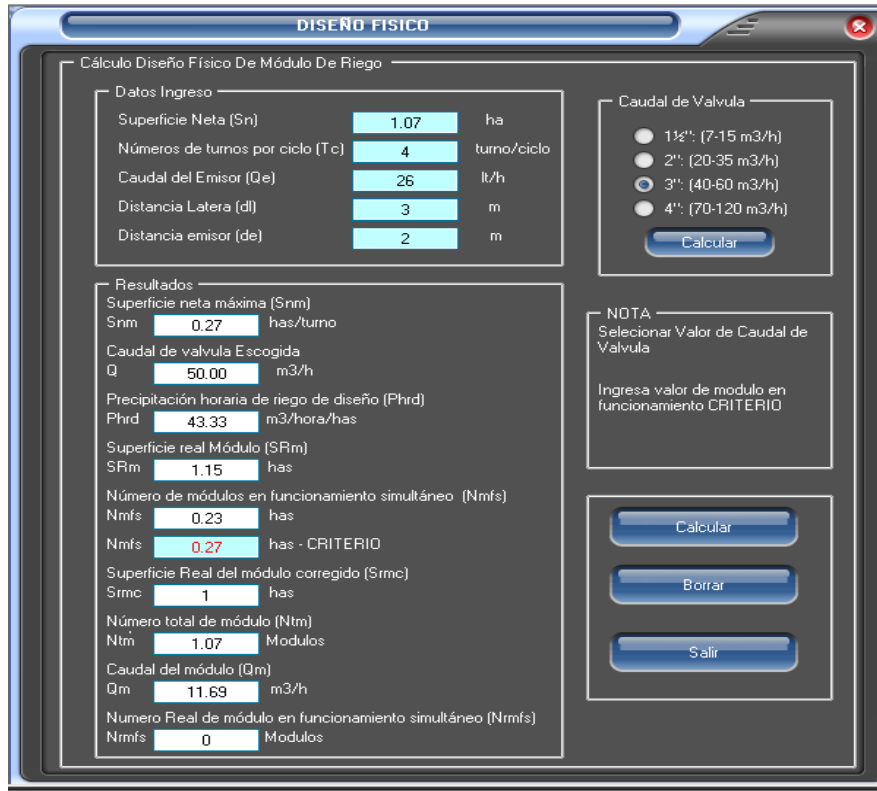 DISEÑO FISICO
Cálculo Diseño Físico De Módulo De Riego
Datos Ingreso
Superficie Neta (Sn) 1.07 ha
Números de turnos por ciclo (Tc) 4 turno/ciclo
Caudal del Emisor (Qe) 26 lt/h
Distancia Latera (dl) 3 m
Distancia emisor (de) 2 m
Caudal de Valvula
1½": (7-15 m3/h)
2": (20-35 m3/h)
3": (40-60 m3/h)
4": (70-120 m3/h)
Calcular
Resultados
Superficie neta máxima (Snm)
Snm 0.27 has/turno
Caudal de valvula Escogida
Q 50.00 m3/h
Precipitación horaria de riego de diseño (Phrd)
Phrd 43.33 m3/hora/has
Superficie real Módulo (SRm)
SRm 1.15 has
Número de módulos en funcionamiento simultáneo (Nmfs)
Nmfs 0.23 has
Nmfs 0.27 has - CRITERIO
Superficie Real del módulo corregido (Srmc)
Srmc 1 has
Número total de módulo (Ntm)
Ntm 1.07 Modulos
Caudal del módulo (Qm)
Qm 11.69 m3/h
Numero Real de módulo en funcionamiento simultáneo (Nrmfs)
Nrmfs 0 Modulos
NOTA
Selecionar Valor de Caudal de
Valvula
Ingresa valor de modulo en
funcionamiento CRITERIO
Calcular
Borrar
Salir